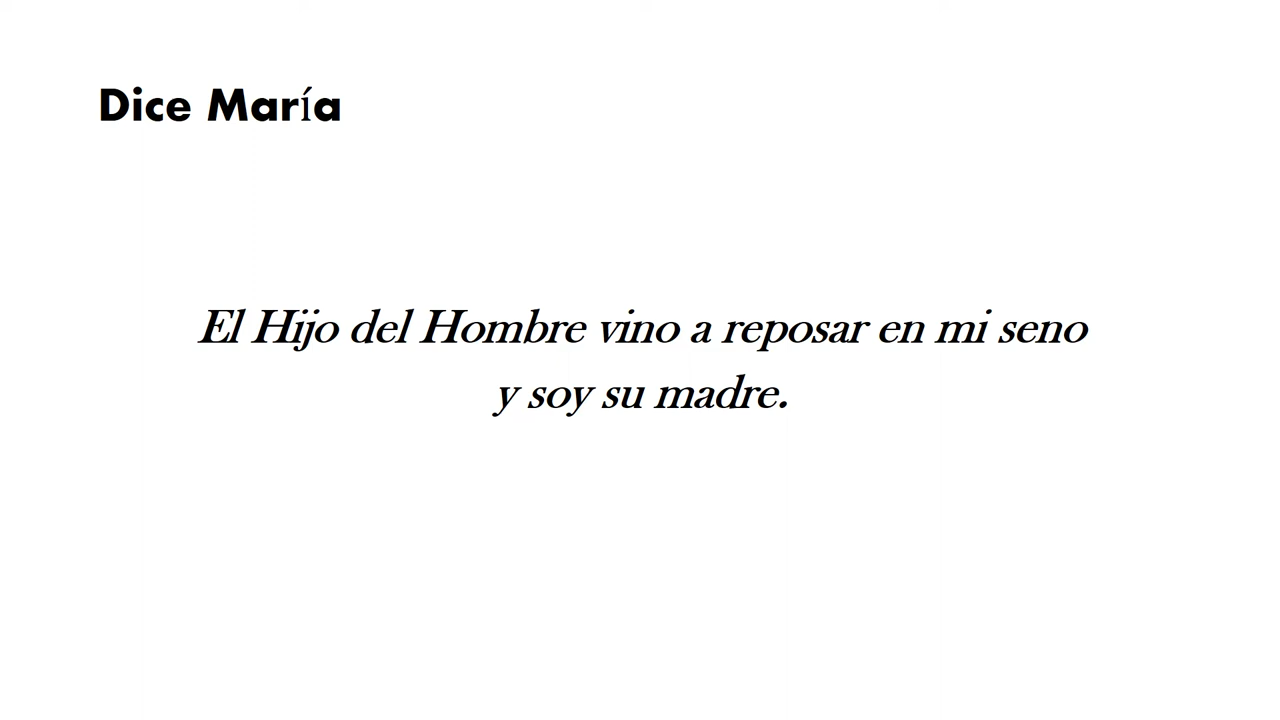 Dice María
El Hijo del Hombre vino a reposar en mi seno
y soy su madre.